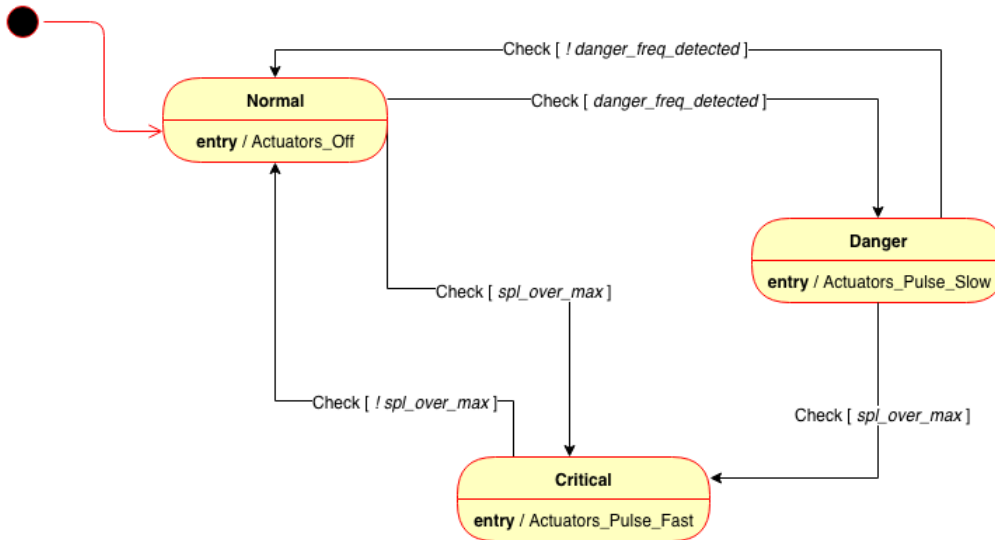 Check [ ! danger_freq_detected ]
Normal
Check [ danger_freq_detected ]
entry / Actuators_Off
Danger
entry / Actuators_Pulse_Slow
Check [ spl_over_max ]
Check [ ! spl_over_max ]
Check [ spl_over_max ]
Critical
entry / Actuators_Pulse_Fast